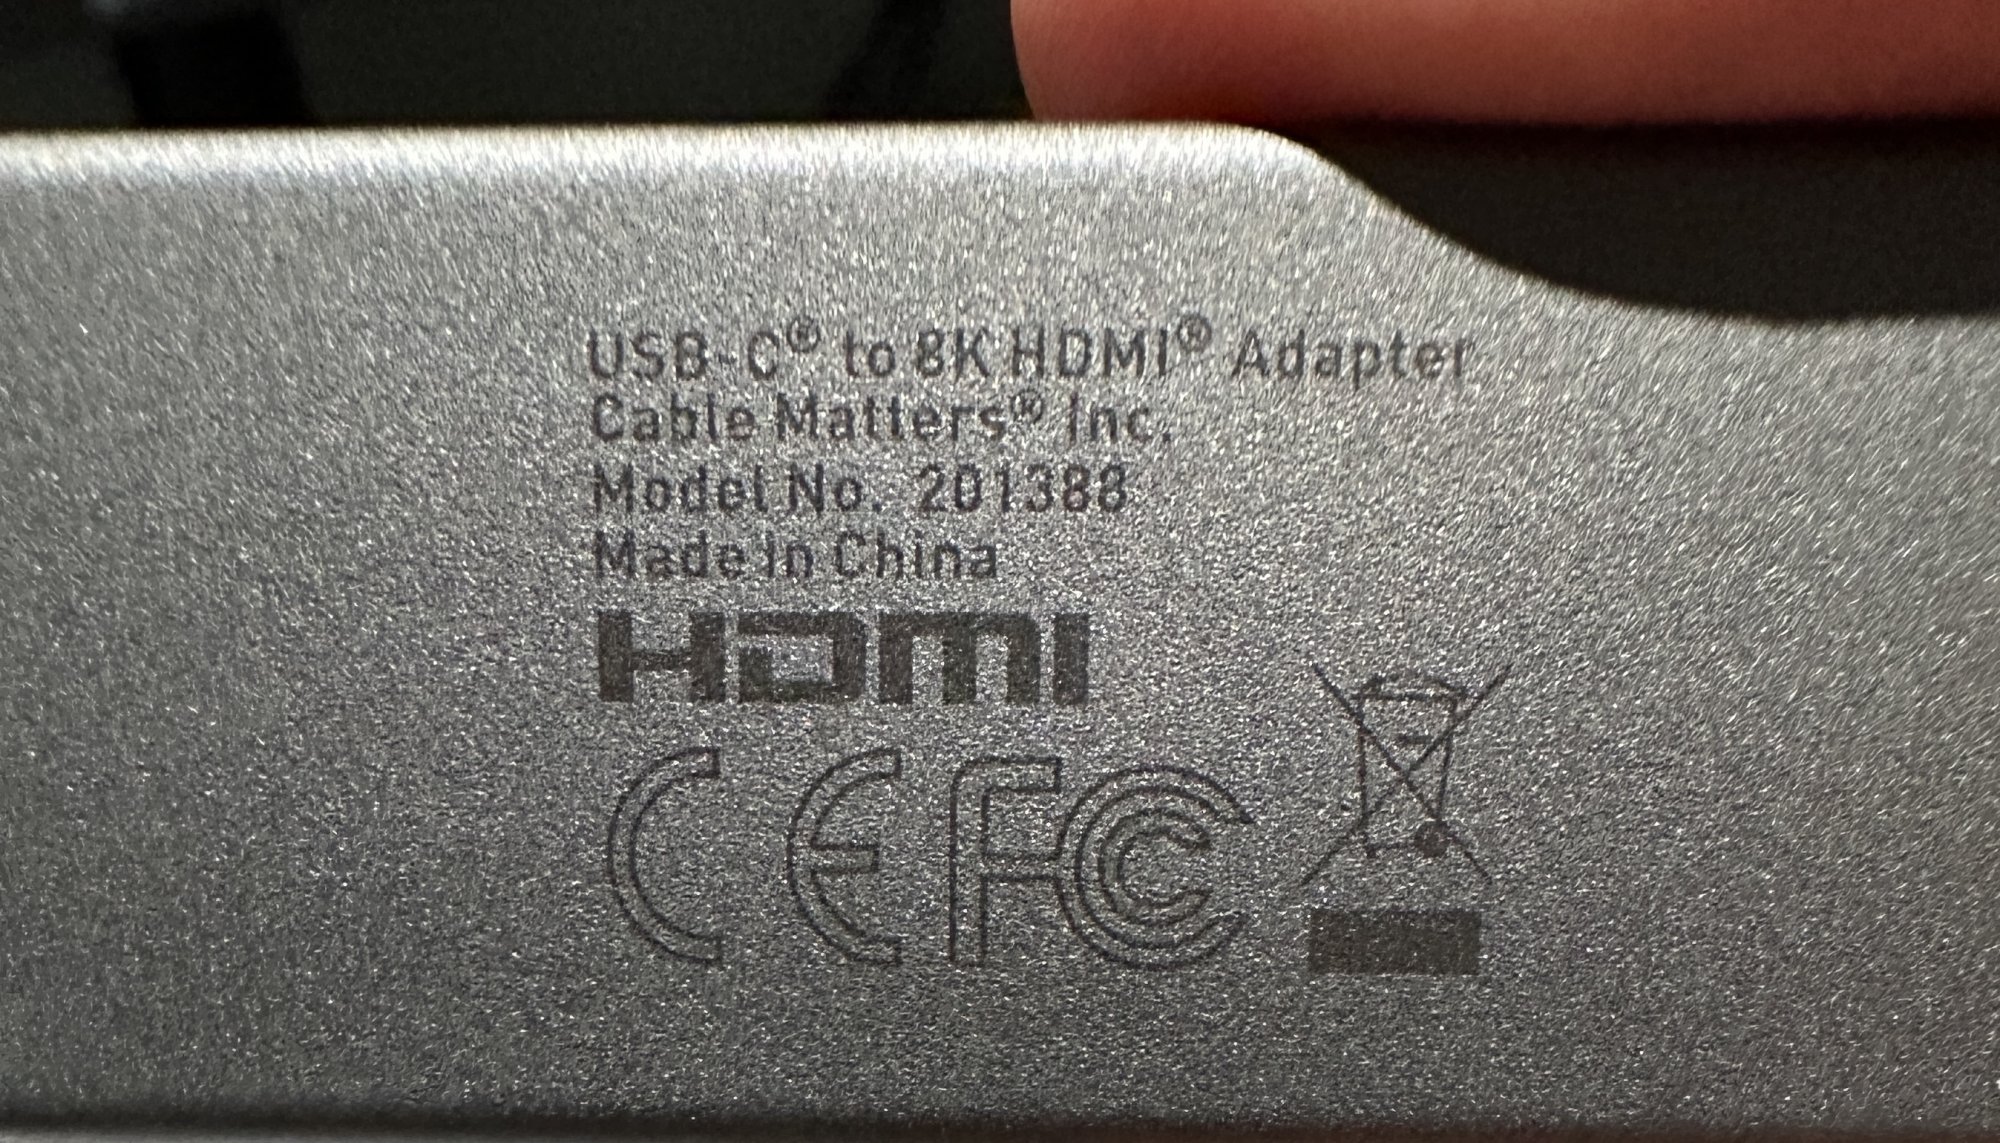 USB-C® to 8K HDMI® Adapter
Cable Matters® Inc.
Model No. 201388
Made in China
HDMI
CE FC